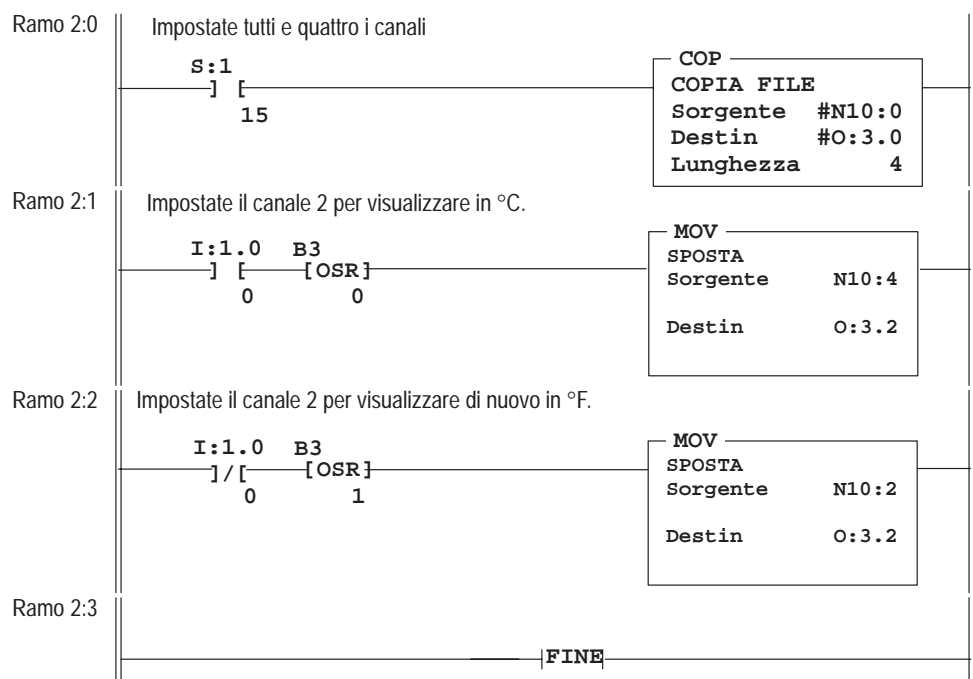 Ramo 2:0
Impostate tutti e quattro i canali
S:1
] [
15
COP
COPIA FILE
Sorgente #N10:0
Destin #O:3.0
Lunghezza 4
Ramo 2:1
Impostate il canale 2 per visualizzare in °C.
I:1.0 B3
] [ [OSR]
0 0
MOV
SPOSTA
Sorgente N10:4
Destin O:3.2
Ramo 2:2
Impostate il canale 2 per visualizzare di nuovo in °F.
I:1.0 B3
]/[ [OSR]
0 1
MOV
SPOSTA
Sorgente N10:2
Destin O:3.2
Ramo 2:3
FINE